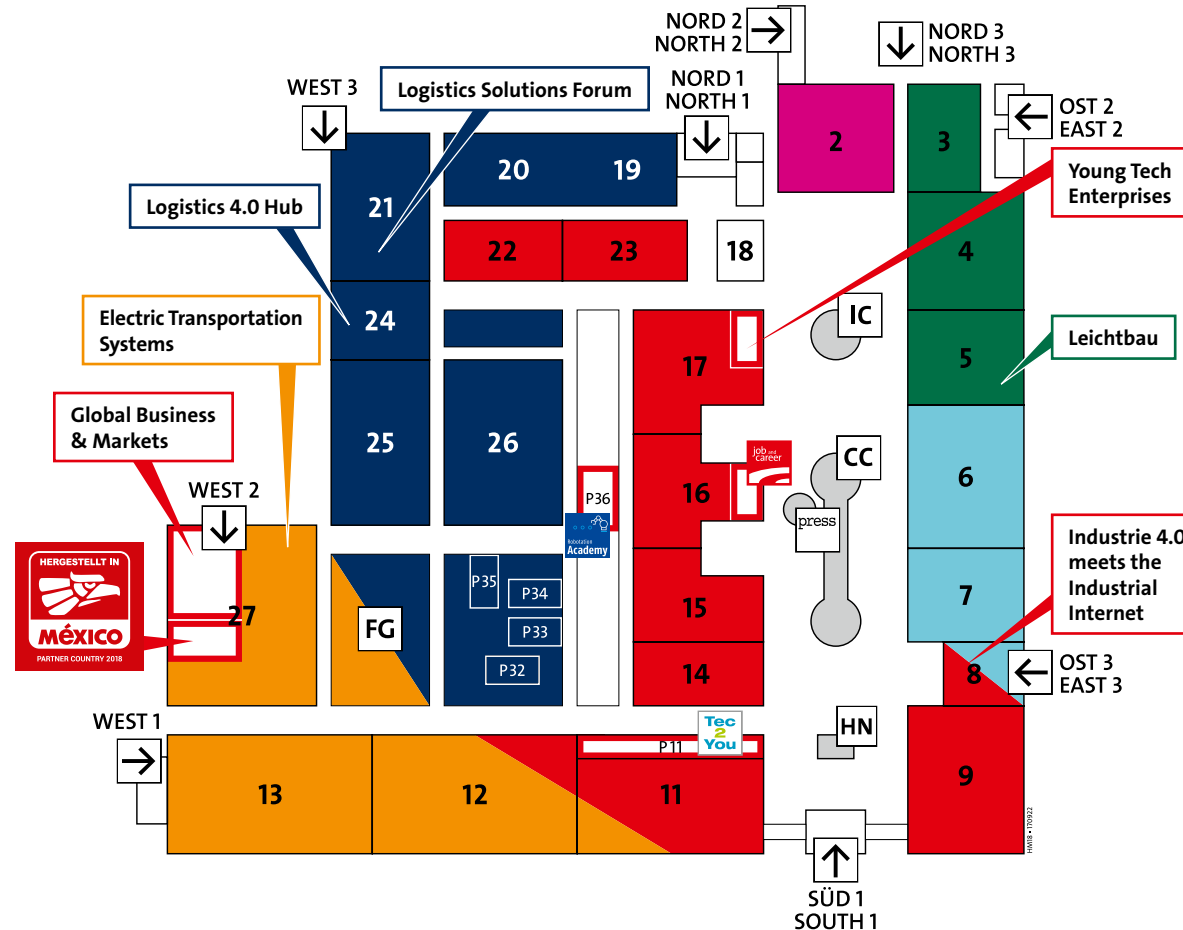 NORD 2
NORTH 2
NORD 3
NORTH 3
WEST 3
Logistics Solutions Forum
NORD 1
NORTH 1
OST 2
EAST 2
2
3
20
19
Young Tech
Enterprises
21
Logistics 4.0 Hub
22
23
18
4
24
IC
Electric Transportation
Systems
17
5
Leichtbau
Global Business
& Markets
25
26
job and
career
CC
6
WEST 2
P36
16
press
Robotation
Academy
Industrie 4.0
meets the
Industrial
Internet
HERGESTELLT IN
MÉXICO
PARTNER COUNTRY 2018
27
FG
P35
P34
P33
P32
15
7
14
8
OST 3
EAST 3
WEST 1
Tec
2
You
P 11
HN
13
12
11
9
HM18 • 170922
SÜD 1
SOUTH 1